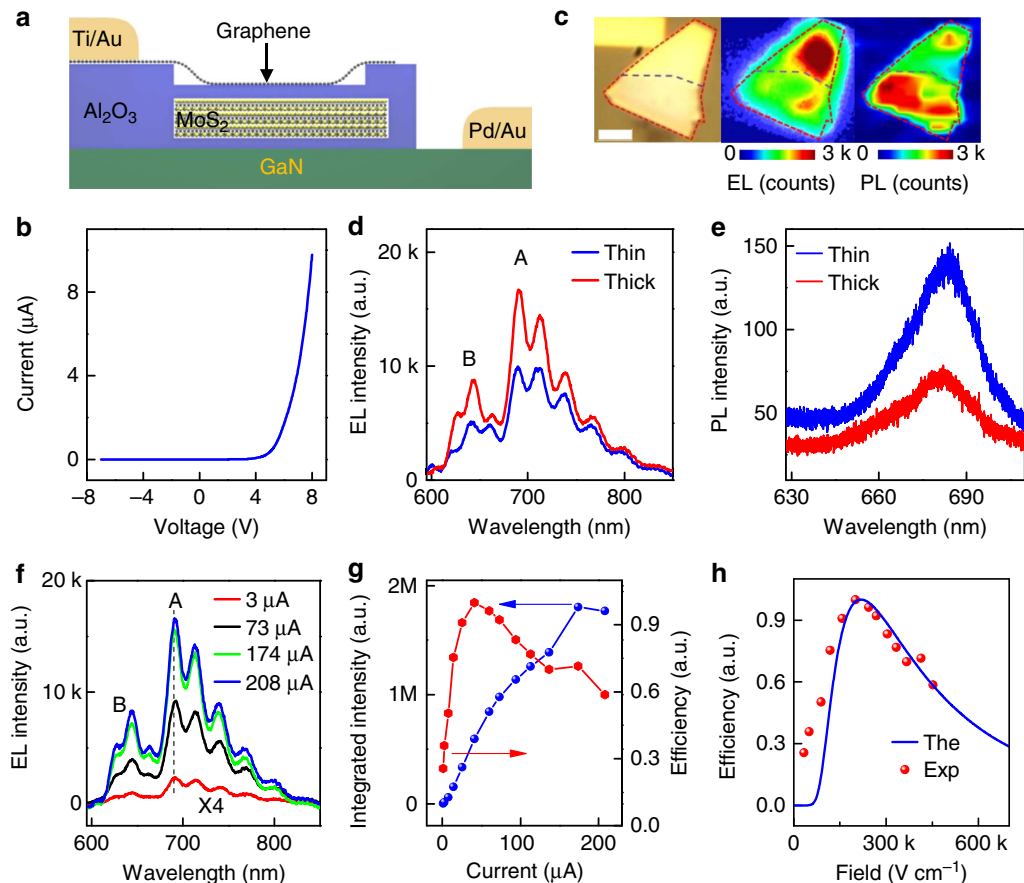 a
Ti/Au
Graphene
Al₂O₃
MoS₂
Pd/Au
GaN
c
0 3 k 0 3 k
EL (counts) PL (counts)
b
Current (μA)
8
4
0
−8 −4 0 4 8
Voltage (V)
d
EL intensity (a.u.)
20 k
10 k
0
A
B
Thin
Thick
600 700 800
Wavelength (nm)
e
PL intensity (a.u.)
150
100
50
Thin
Thick
630 660 690
Wavelength (nm)
f
EL intensity (a.u.)
20 k
10 k
0
A
B
3 μA
73 μA
174 μA
208 μA
X4
600 700 800
Wavelength (nm)
g
Integrated intensity (a.u.)
2M
1M
0
0.9
0.6
0.3
0.0
Efficiency (a.u.)
0 100 200
Current (μA)
h
Efficiency (a.u.)
0.9
0.6
0.3
0.0
The
Exp
0 300 k 600 k
Field (V cm⁻¹)